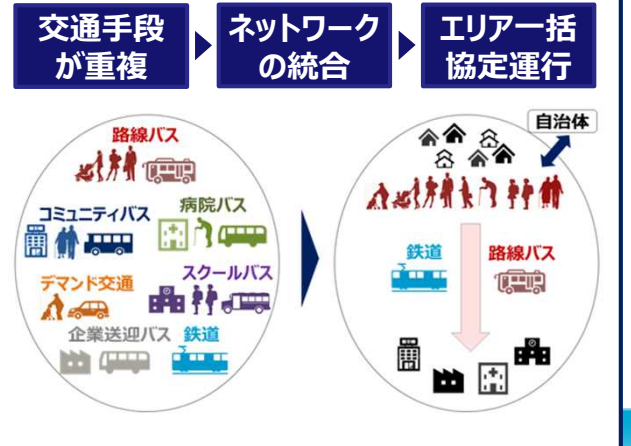 交通手段
が重複
ネットワーク
の統合
エリア一括
協定運行
路線バス
コミュニティバス
病院バス
デマンド交通
スクールバス
企業送迎バス
鉄道
自治体
鉄道
路線バス